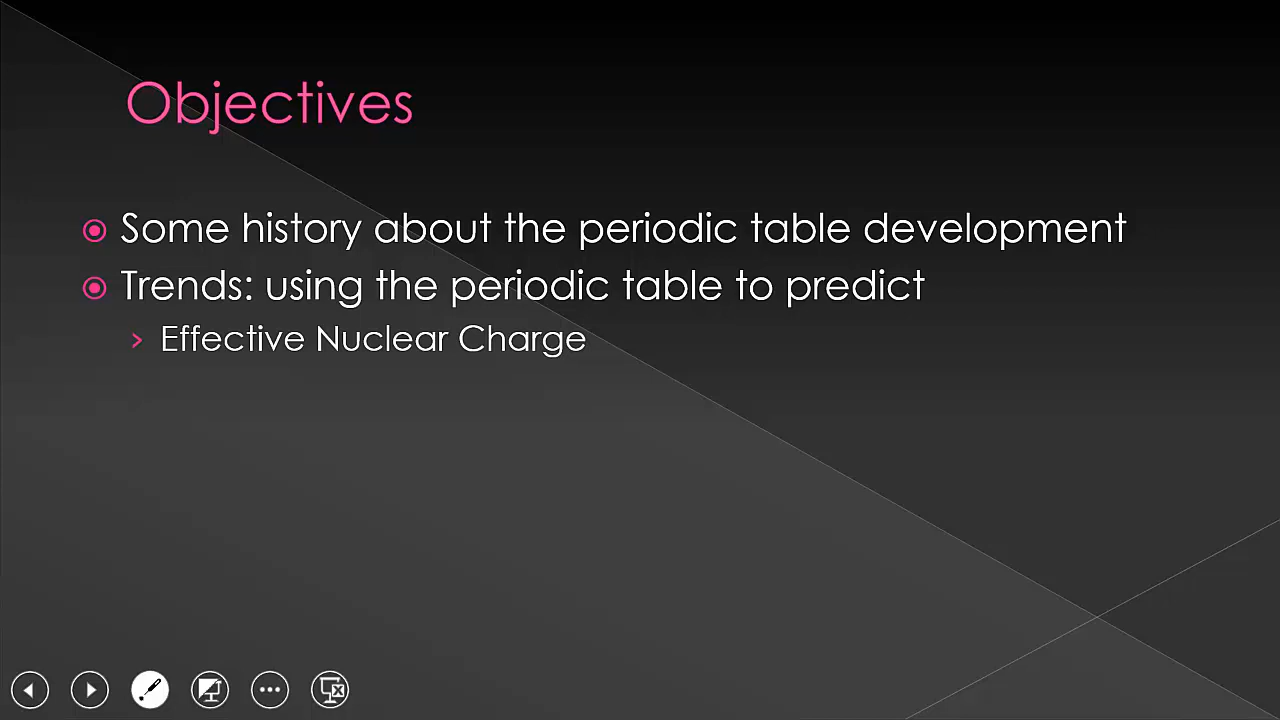 Objectives
Some history about the periodic table development
Trends: using the periodic table to predict
Effective Nuclear Charge